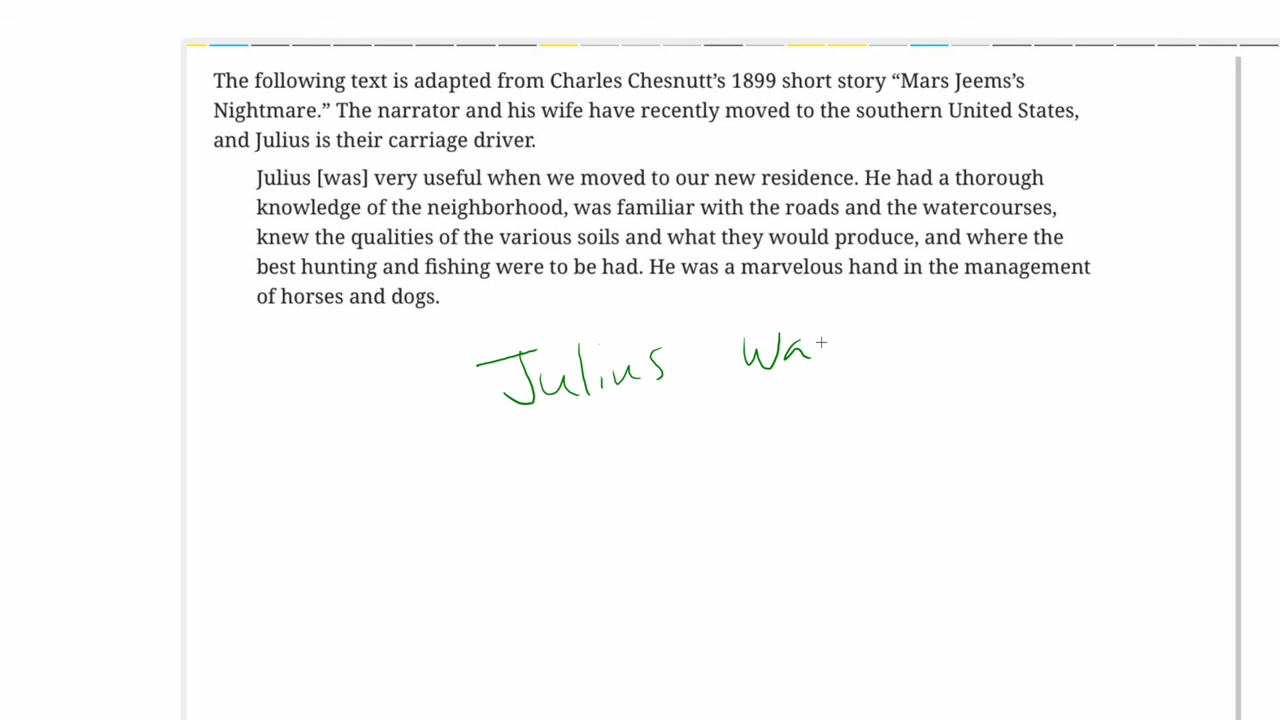 The following text is adapted from Charles Chesnutt’s 1899 short story “Mars Jeems’s
Nightmare.” The narrator and his wife have recently moved to the southern United States,
and Julius is their carriage driver.
Julius [was] very useful when we moved to our new residence. He had a thorough
knowledge of the neighborhood, was familiar with the roads and the watercourses,
knew the qualities of the various soils and what they would produce, and where the
best hunting and fishing were to be had. He was a marvelous hand in the management
of horses and dogs.
Julius wa